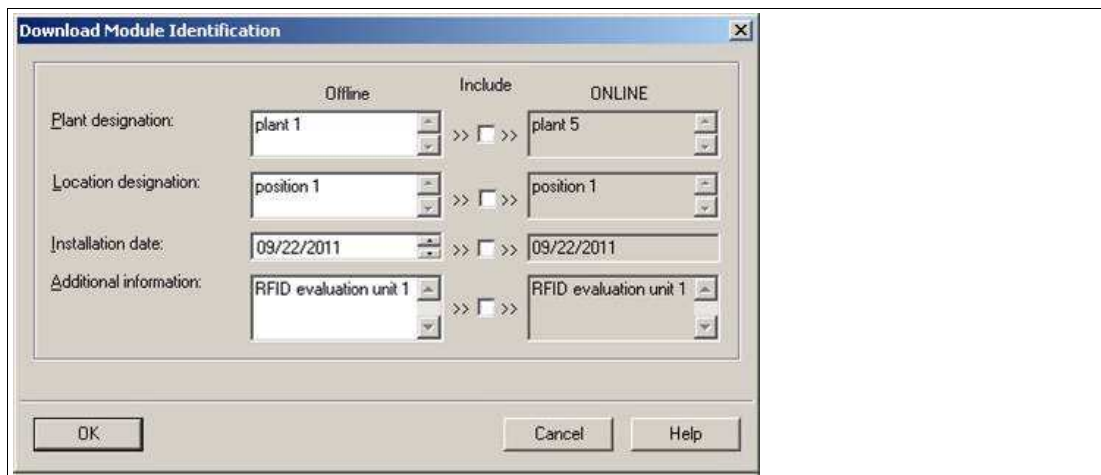 Download Module Identification
Offline Include ONLINE
Plant designation: plant 1 >> >> plant 5
Location designation: position 1 >> >> position 1
Installation date: 09/22/2011 >> >> 09/22/2011
Additional information: RFID evaluation unit 1 >> >> RFID evaluation unit 1
OK Cancel Help